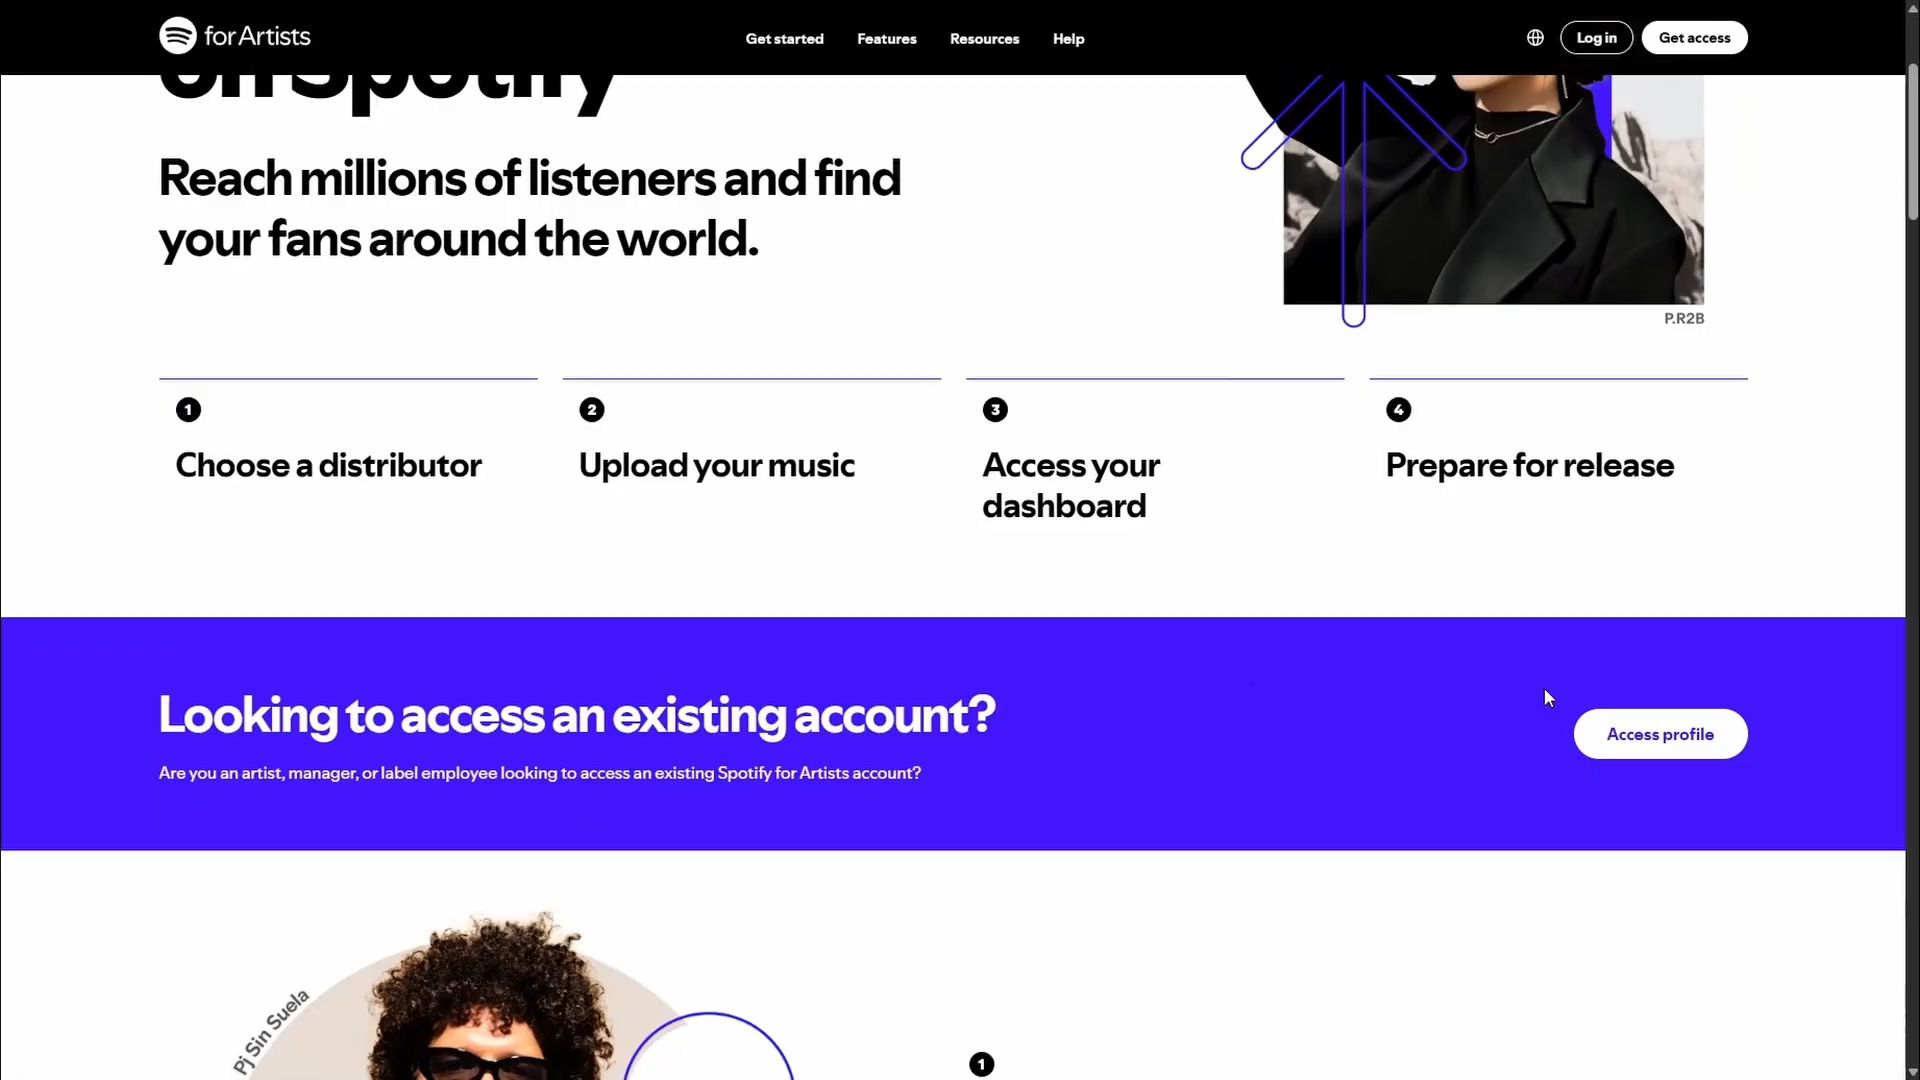 for Artists
Get started
Features
Resources
Help
Log in
Get access
on Spotify
Reach millions of listeners and find
your fans around the world.
P.R2B
1
Choose a distributor
2
Upload your music
3
Access your
dashboard
4
Prepare for release
Looking to access an existing account?
Are you an artist, manager, or label employee looking to access an existing Spotify for Artists account?
Access profile
Pj Sin Suela
1